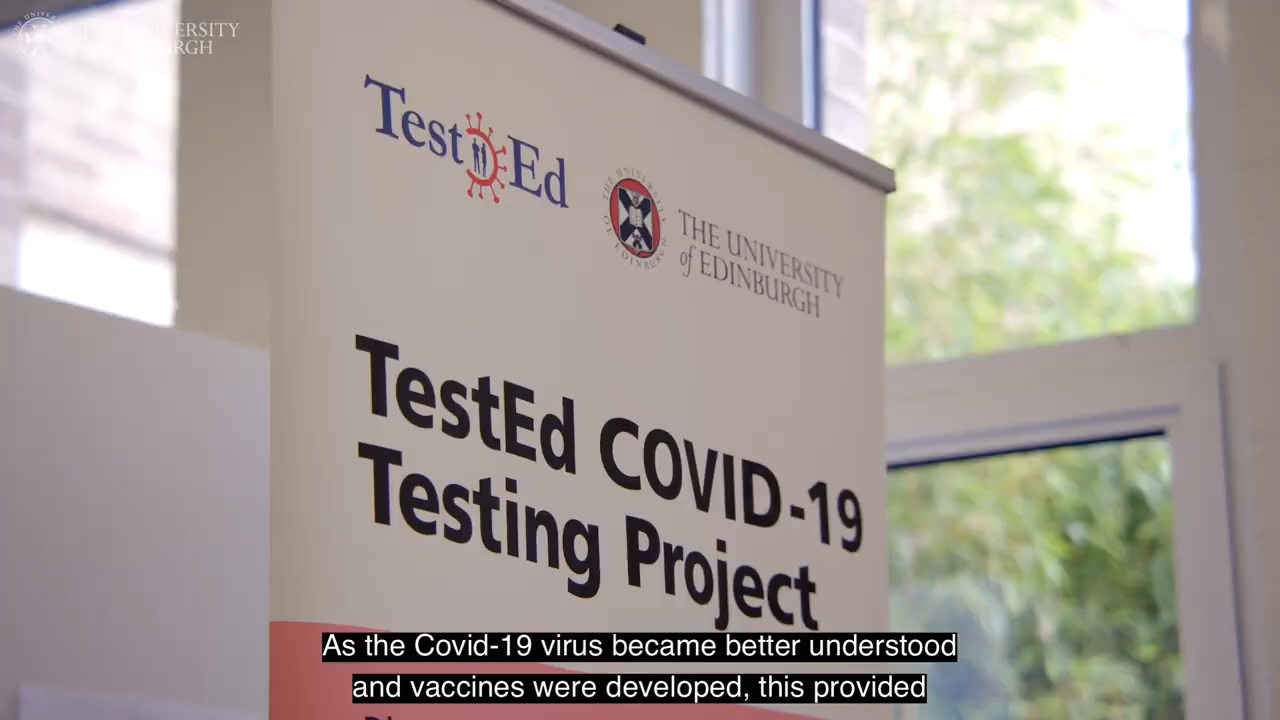 TestEd
THE UNIVERSITY
of EDINBURGH
THE UNIVERSITY OF EDINBURGH
TestEd COVID-19
Testing Project
As the Covid-19 virus became better understood
and vaccines were developed, this provided